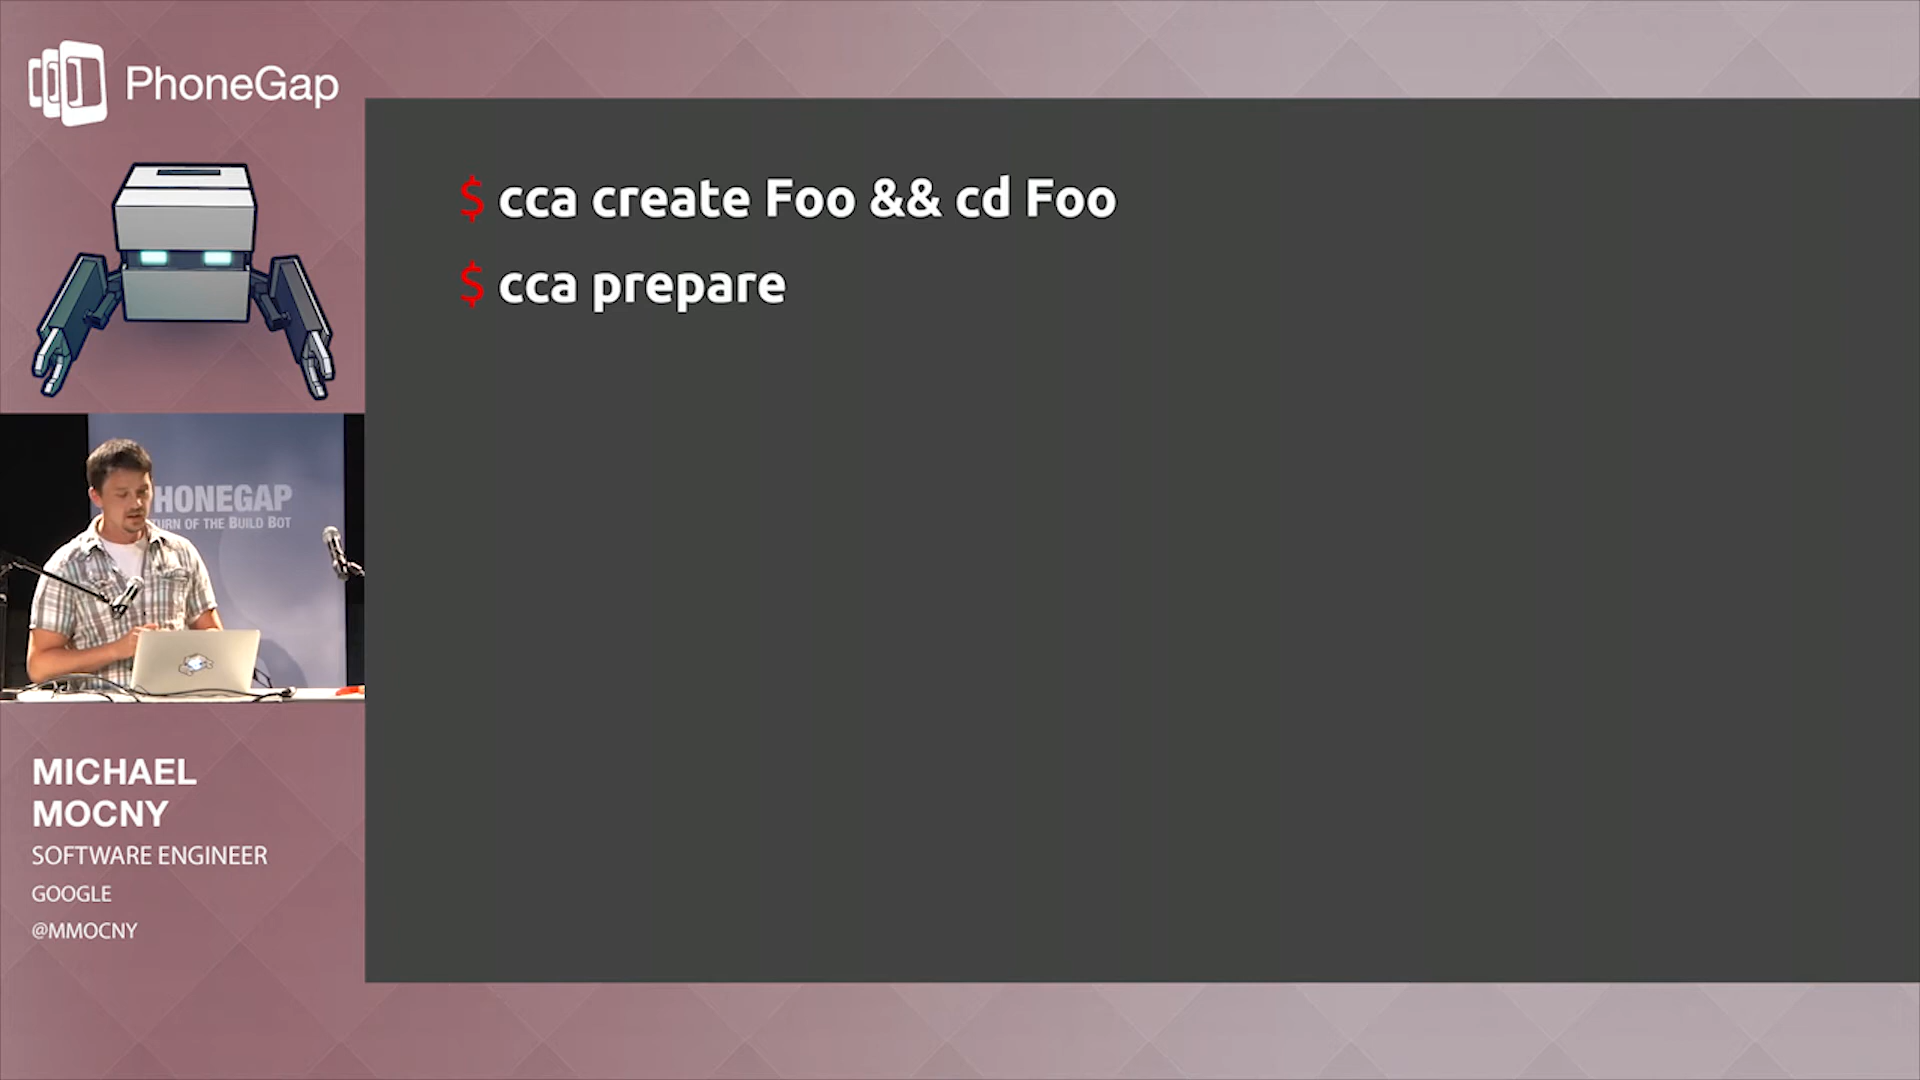 PhoneGap
$ cca create Foo && cd Foo
$ cca prepare
HONEGAP
TURN OF THE BUILD BOT
MICHAEL
MOCNY
SOFTWARE ENGINEER
GOOGLE
@MMOCNY